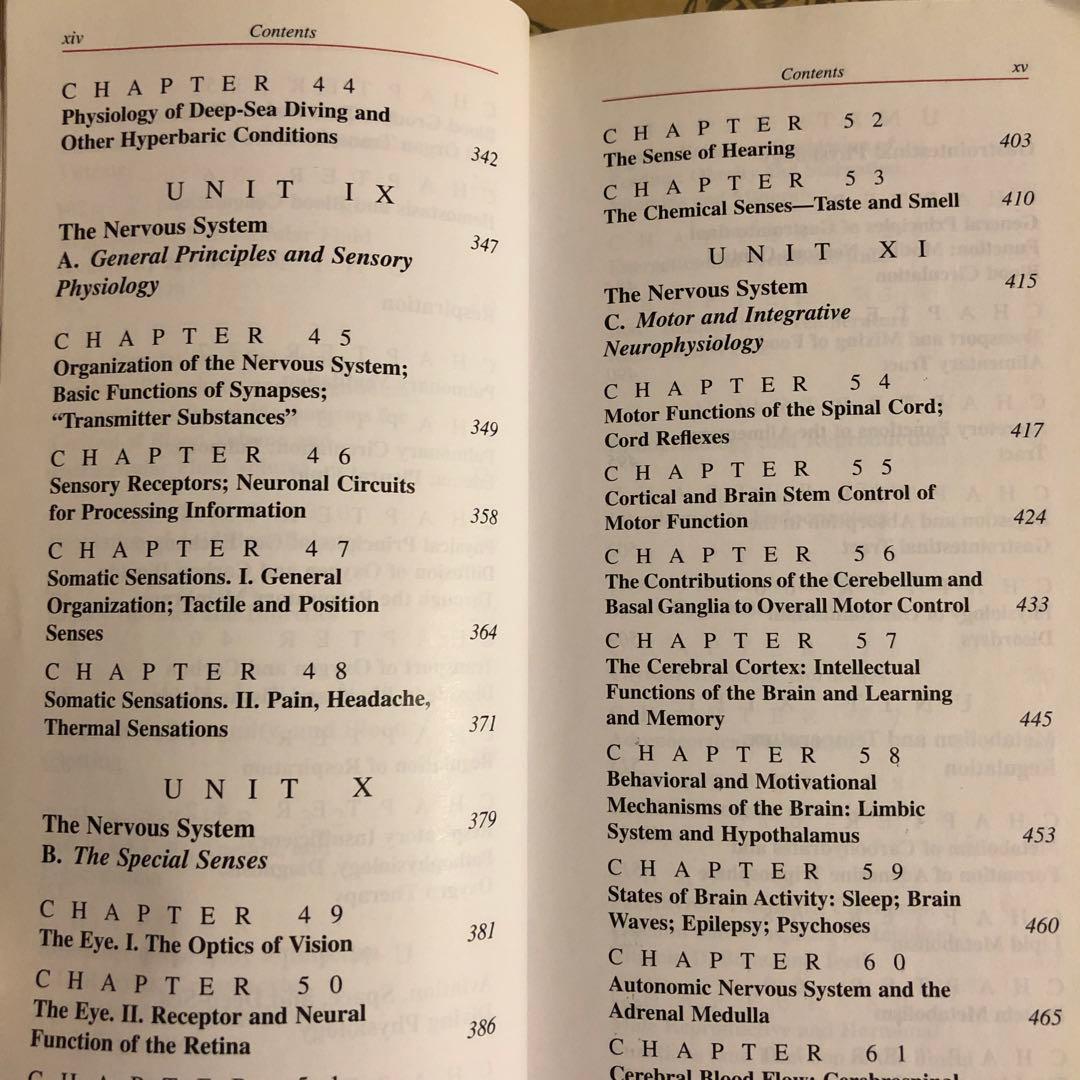 xiv Contents
CHAPTER 44
Physiology of Deep-Sea Diving and
Other Hyperbaric Conditions 342
UNIT IX
The Nervous System 347
A. General Principles and Sensory
Physiology
CHAPTER 45
Organization of the Nervous System;
Basic Functions of Synapses;
“Transmitter Substances” 349
CHAPTER 46
Sensory Receptors; Neuronal Circuits
for Processing Information 358
CHAPTER 47
Somatic Sensations. I. General
Organization; Tactile and Position
Senses 364
CHAPTER 48
Somatic Sensations. II. Pain, Headache,
Thermal Sensations 371
UNIT X
The Nervous System 379
B. The Special Senses
CHAPTER 49
The Eye. I. The Optics of Vision 381
CHAPTER 50
The Eye. II. Receptor and Neural
Function of the Retina 386
Contents xv
CHAPTER 52
The Sense of Hearing 403
CHAPTER 53
The Chemical Senses—Taste and Smell 410
UNIT XI
The Nervous System 415
C. Motor and Integrative
Neurophysiology
CHAPTER 54
Motor Functions of the Spinal Cord;
Cord Reflexes 417
CHAPTER 55
Cortical and Brain Stem Control of
Motor Function 424
CHAPTER 56
The Contributions of the Cerebellum and
Basal Ganglia to Overall Motor Control 433
CHAPTER 57
The Cerebral Cortex: Intellectual
Functions of the Brain and Learning
and Memory 445
CHAPTER 58
Behavioral and Motivational
Mechanisms of the Brain: Limbic
System and Hypothalamus 453
CHAPTER 59
States of Brain Activity: Sleep; Brain
Waves; Epilepsy; Psychoses 460
CHAPTER 60
Autonomic Nervous System and the
Adrenal Medulla 465
CHAPTER 61
Cerebral Blood Flow; Cerebrospinal